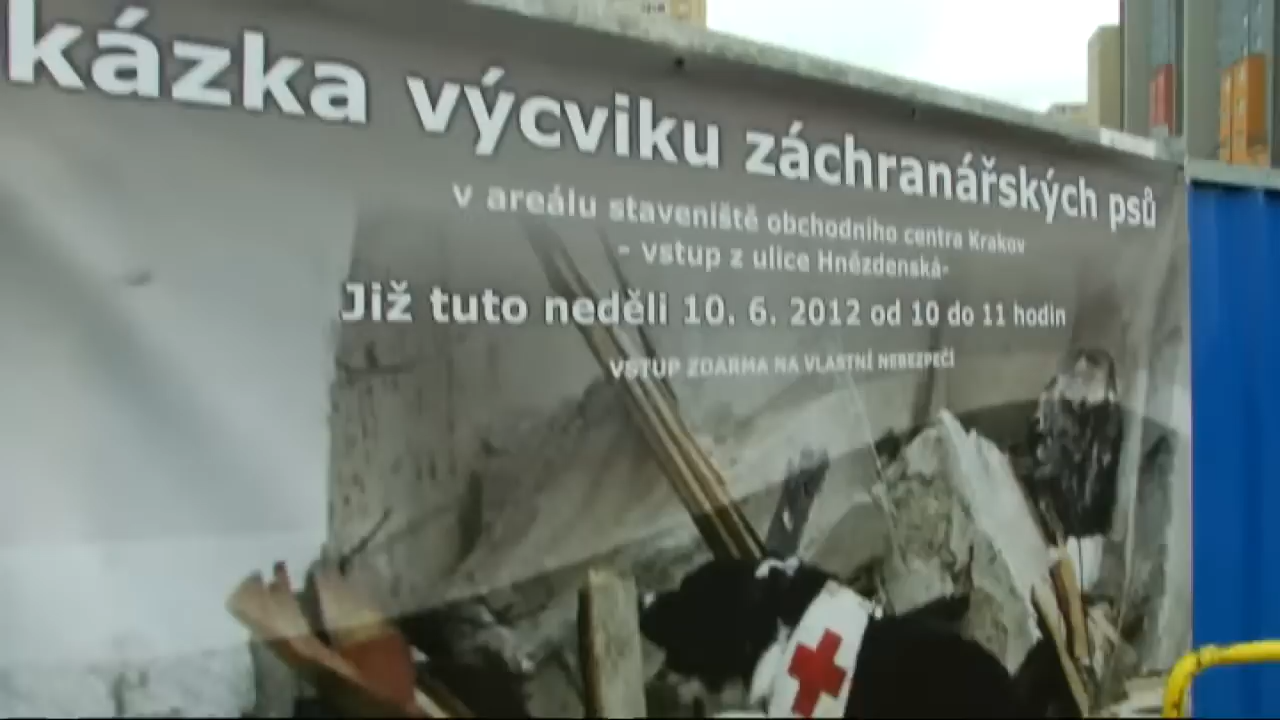 kázka výcviku záchranářských psů
v areálu staveniště obchodního centra Krakov
- vstup z ulice Hnězdenská-
Již tuto neděli 10. 6. 2012 od 10 do 11 hodin
VSTUP ZDARMA NA VLASTNÍ NEBEZPEČÍ